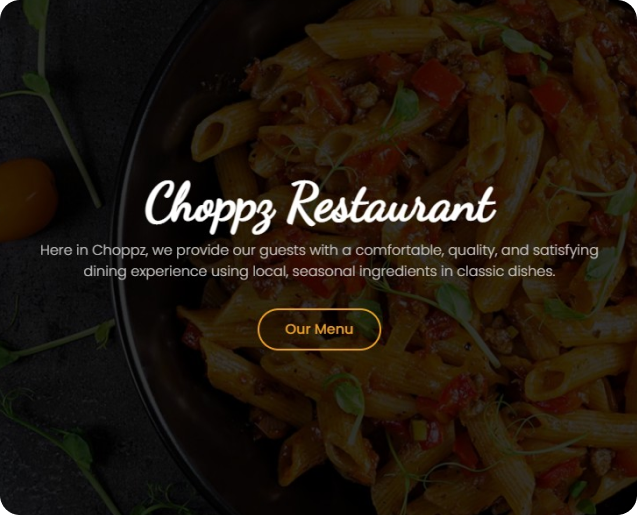 Choppz Restaurant
Here in Choppz, we provide our guests with a comfortable, quality, and satisfying
dining experience using local, seasonal ingredients in classic dishes.
Our Menu